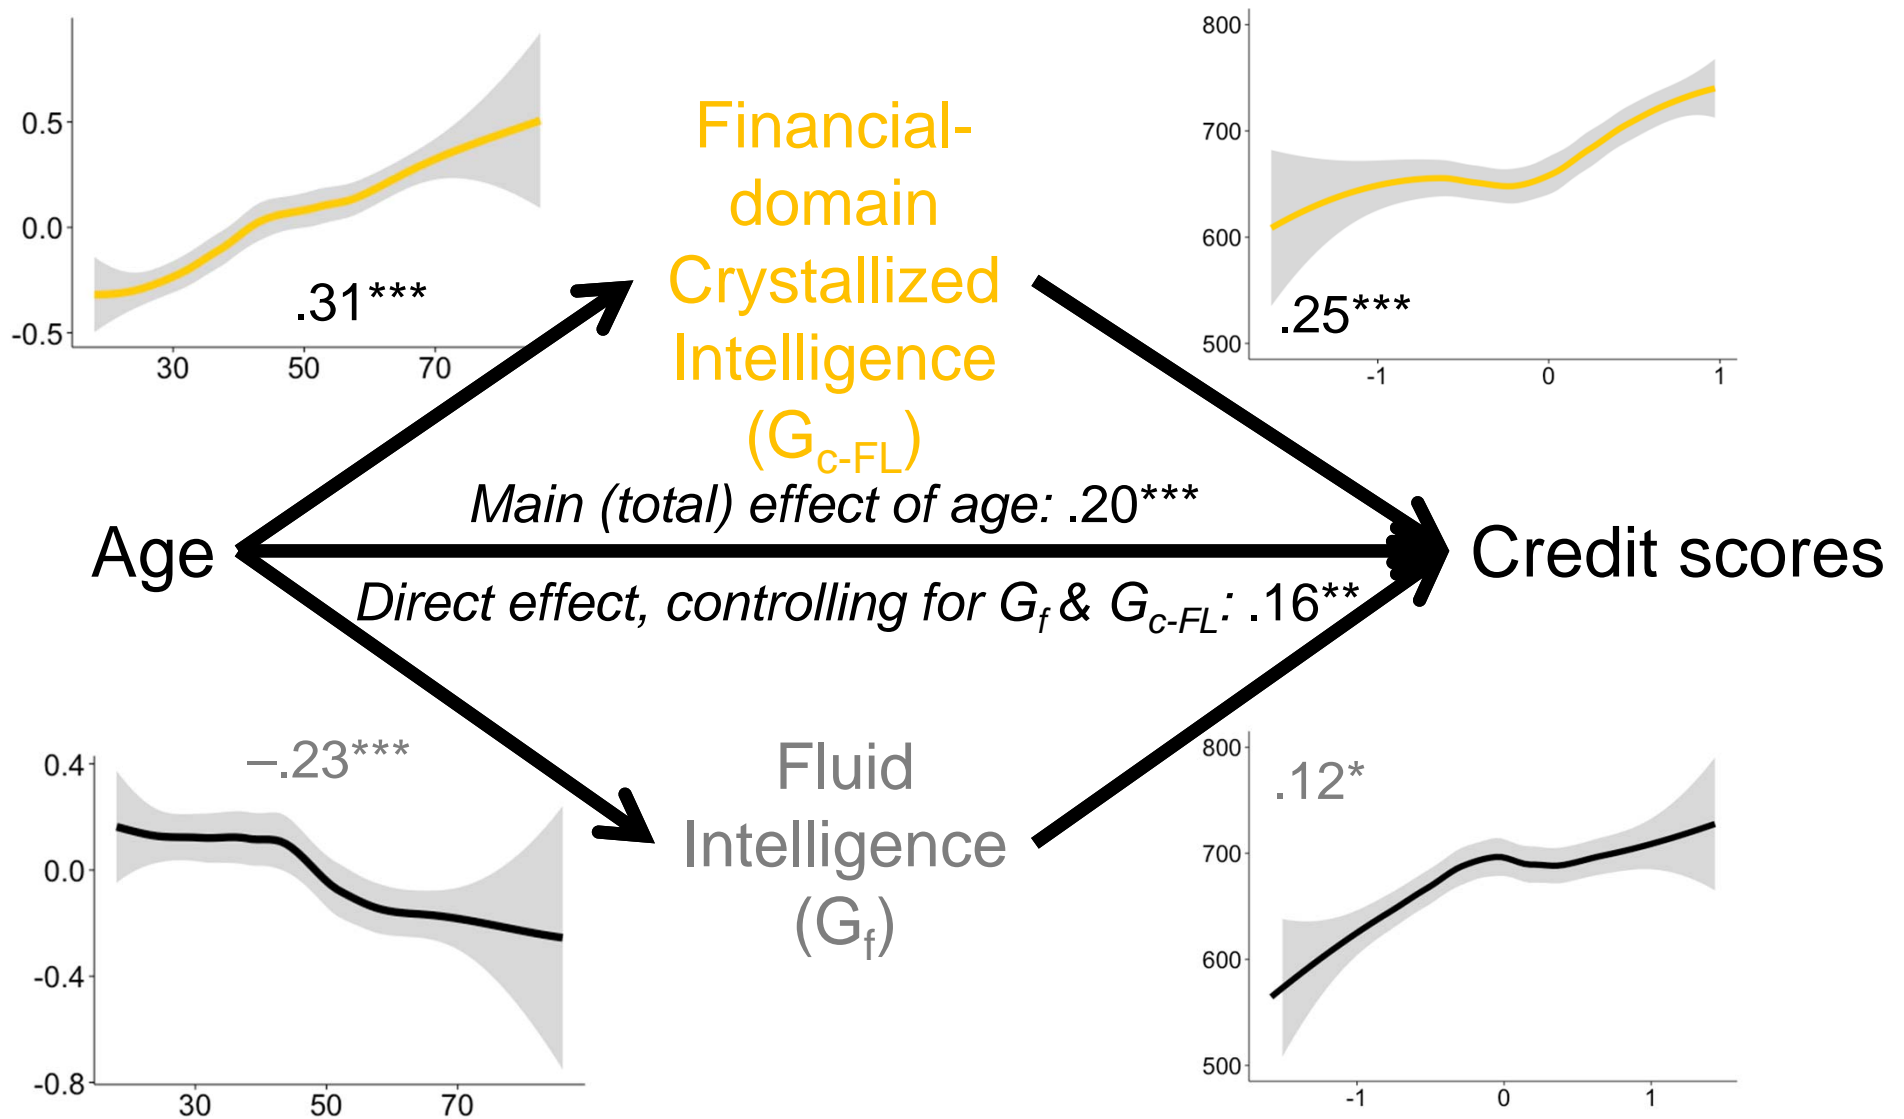 0.5
0.0
-0.5
30 50 70
.31***
Financial-
domain
Crystallized
Intelligence
(Gc-FL)
800
700
600
500
-1 0 1
.25***
Main (total) effect of age: .20***
Age
Credit scores
Direct effect, controlling for Gf & Gc-FL: .16**
0.4
0.0
-0.4
-0.8
30 50 70
–.23***
Fluid
Intelligence
(Gf)
800
700
600
500
-1 0 1
.12*